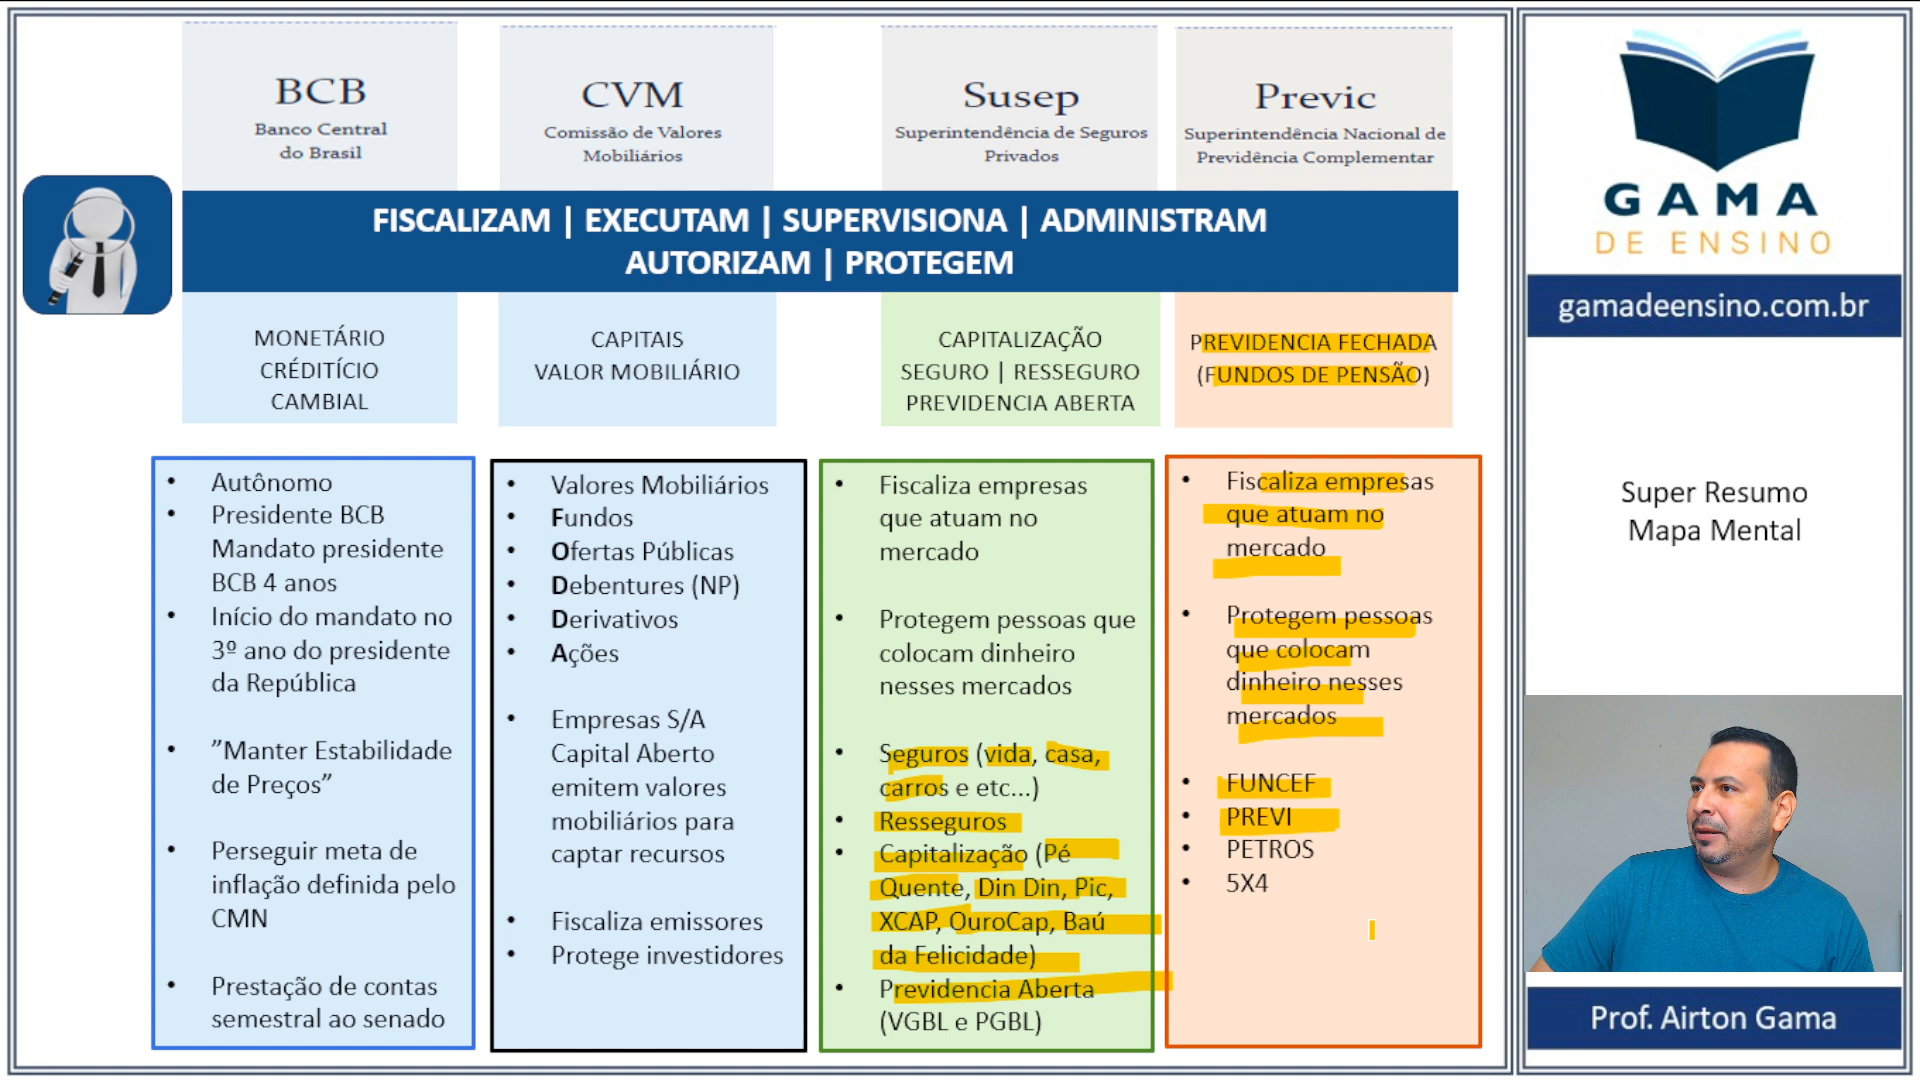 BCB
Banco Central
do Brasil
CVM
Comissão de Valores
Mobiliários
Susep
Superintendência de Seguros
Privados
Previc
Superintendência Nacional de
Previdência Complementar
FISCALIZAM | EXECUTAM | SUPERVISIONA | ADMINISTRAM
AUTORIZAM | PROTEGEM
MONETÁRIO
CRÉDITÍCIO
CAMBIAL
CAPITAIS
VALOR MOBILIÁRIO
CAPITALIZAÇÃO
SEGURO | RESSEGURO
PREVIDENCIA ABERTA
PREVIDENCIA FECHADA
(FUNDOS DE PENSÃO)
• Autônomo
• Presidente BCB
Mandato presidente
BCB 4 anos
• Início do mandato no
3º ano do presidente
da República
• ”Manter Estabilidade
de Preços”
• Perseguir meta de
inflação definida pelo
CMN
• Prestação de contas
semestral ao senado
• Valores Mobiliários
• Fundos
• Ofertas Públicas
• Debentures (NP)
• Derivativos
• Ações
• Empresas S/A
Capital Aberto
emitem valores
mobiliários para
captar recursos
• Fiscaliza emissores
• Protege investidores
• Fiscaliza empresas
que atuam no
mercado
• Protegem pessoas que
colocam dinheiro
nesses mercados
• Seguros (vida, casa,
carros e etc...)
• Resseguros
• Capitalização (Pé
Quente, Din Din, Pic,
XCAP, OuroCap, Baú
da Felicidade)
• Previdencia Aberta
(VGBL e PGBL)
• Fiscaliza empresas
que atuam no
mercado
• Protegem pessoas
que colocam
dinheiro nesses
mercados
• FUNCEF
• PREVI
• PETROS
• 5X4
GAMA
DE ENSINO
gamadeensino.com.br
Super Resumo
Mapa Mental
Prof. Airton Gama